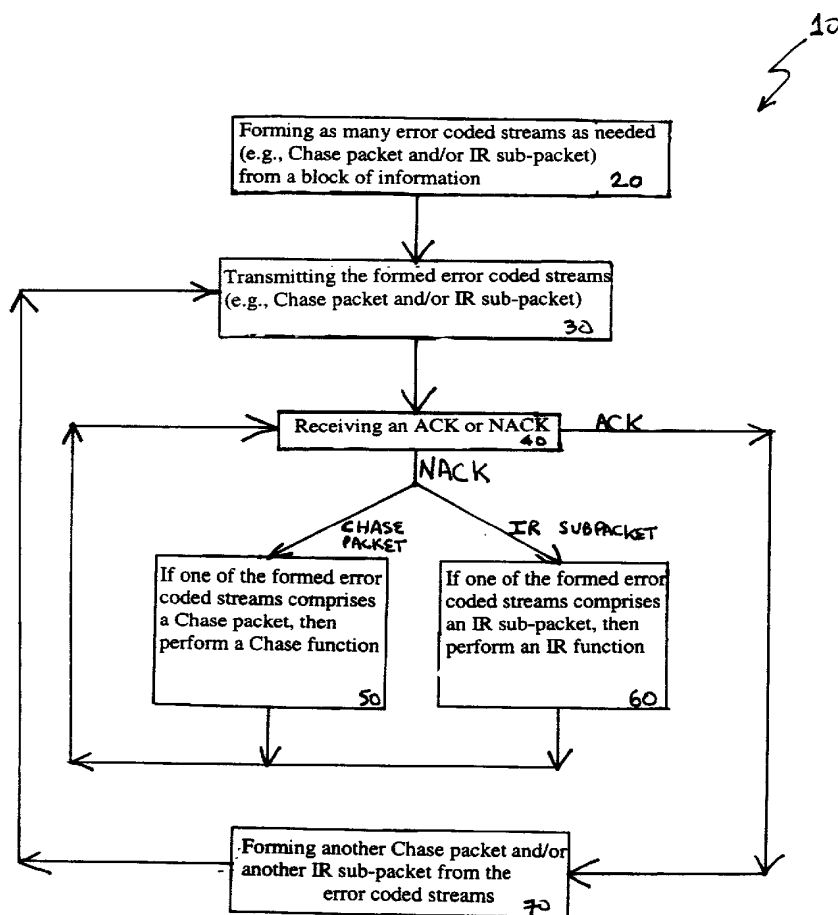 10
Forming as many error coded streams as needed
(e.g., Chase packet and/or IR sub-packet)
from a block of information
20
Transmitting the formed error coded streams
(e.g., Chase packet and/or IR sub-packet)
30
Receiving an ACK or NACK
40
ACK
NACK
CHASE
PACKET
IR SUBPACKET
If one of the formed error
coded streams comprises
a Chase packet, then
perform a Chase function
50
If one of the formed error
coded streams comprises
an IR sub-packet, then
perform an IR function
60
Forming another Chase packet and/or
another IR sub-packet from the
error coded streams
70